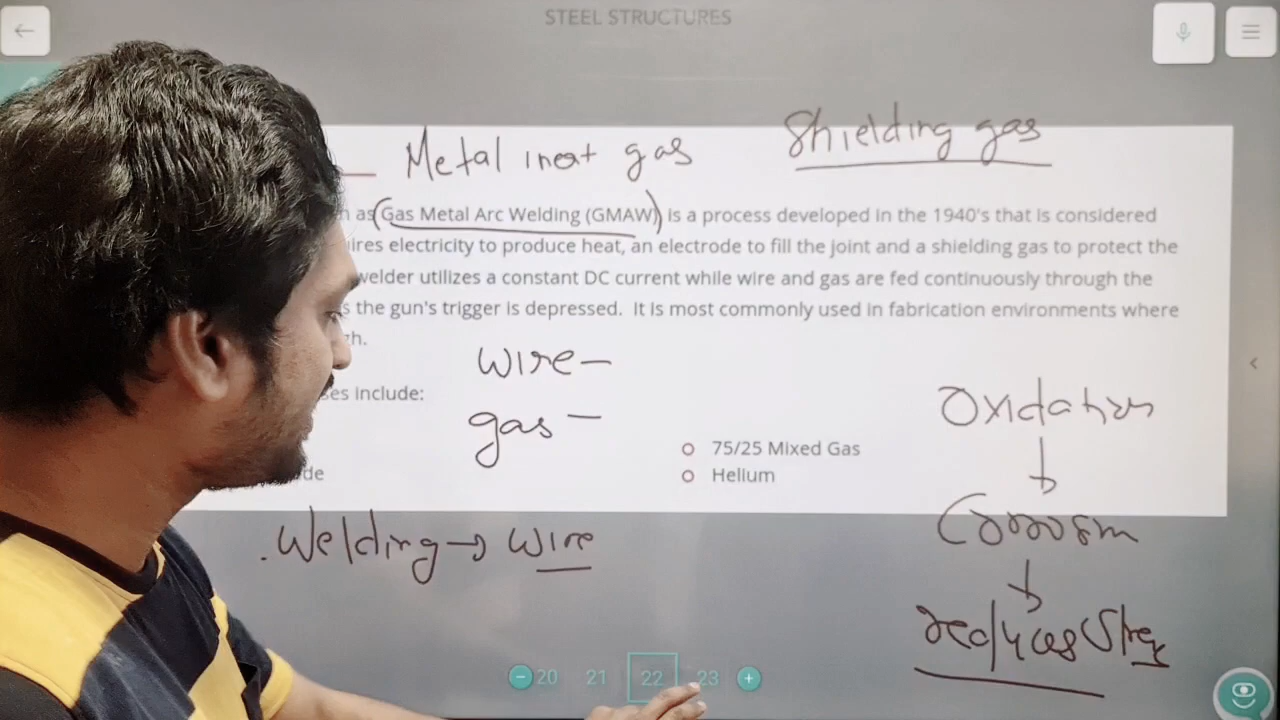 STEEL STRUCTURES
Shielding gas
Metal inert gas
as (Gas Metal Arc Welding (GMAW)) is a process developed in the 1940's that is considered
ires electricity to produce heat, an electrode to fill the joint and a shielding gas to protect the
welder utilizes a constant DC current while wire and gas are fed continuously through the
s the gun's trigger is depressed. It is most commonly used in fabrication environments where
h.
wire-
es include:
Oxidation
gas -
75/25 Mixed Gas
de
Helium
.Welding → wire
Corrosion
reduces
20 21 22 23